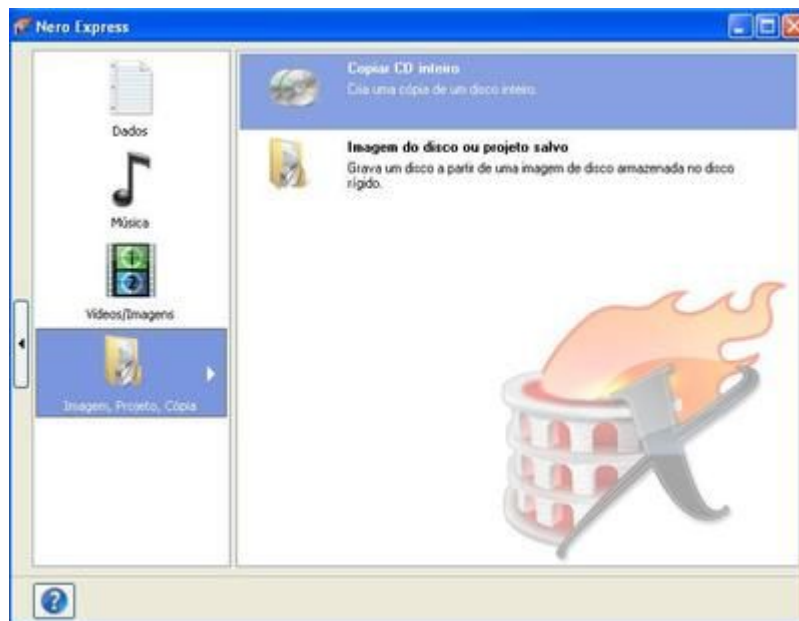 Nero Express
Dados
Música
Vídeos/Imagens
Imagem, Projeto, Cópia
Copiar CD inteiro
Cria uma cópia de um disco inteiro.
Imagem do disco ou projeto salvo
Grava um disco a partir de uma imagem de disco armazenada no disco
rígido.